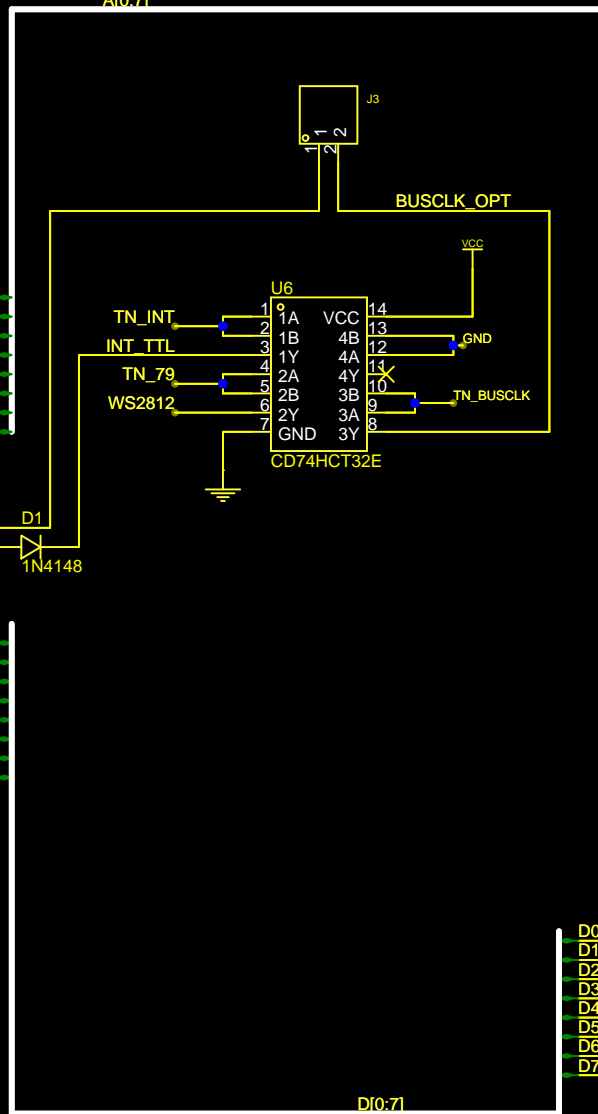 A[0:7]
J3
1 2
1 2
BUSCLK_OPT
VCC
U6
TN_INT 1 1A VCC 14
2 1B 4B 13 GND
INT_TTL 3 1Y 4A 12
TN_79 4 2A 4Y 11
5 2B 3B 10 TN_BUSCLK
WS2812 6 2Y 3A 9
7 GND 3Y 8
CD74HCT32E
D1
1N4148
D0
D1
D2
D3
D4
D5
D6
D7
D[0:7]